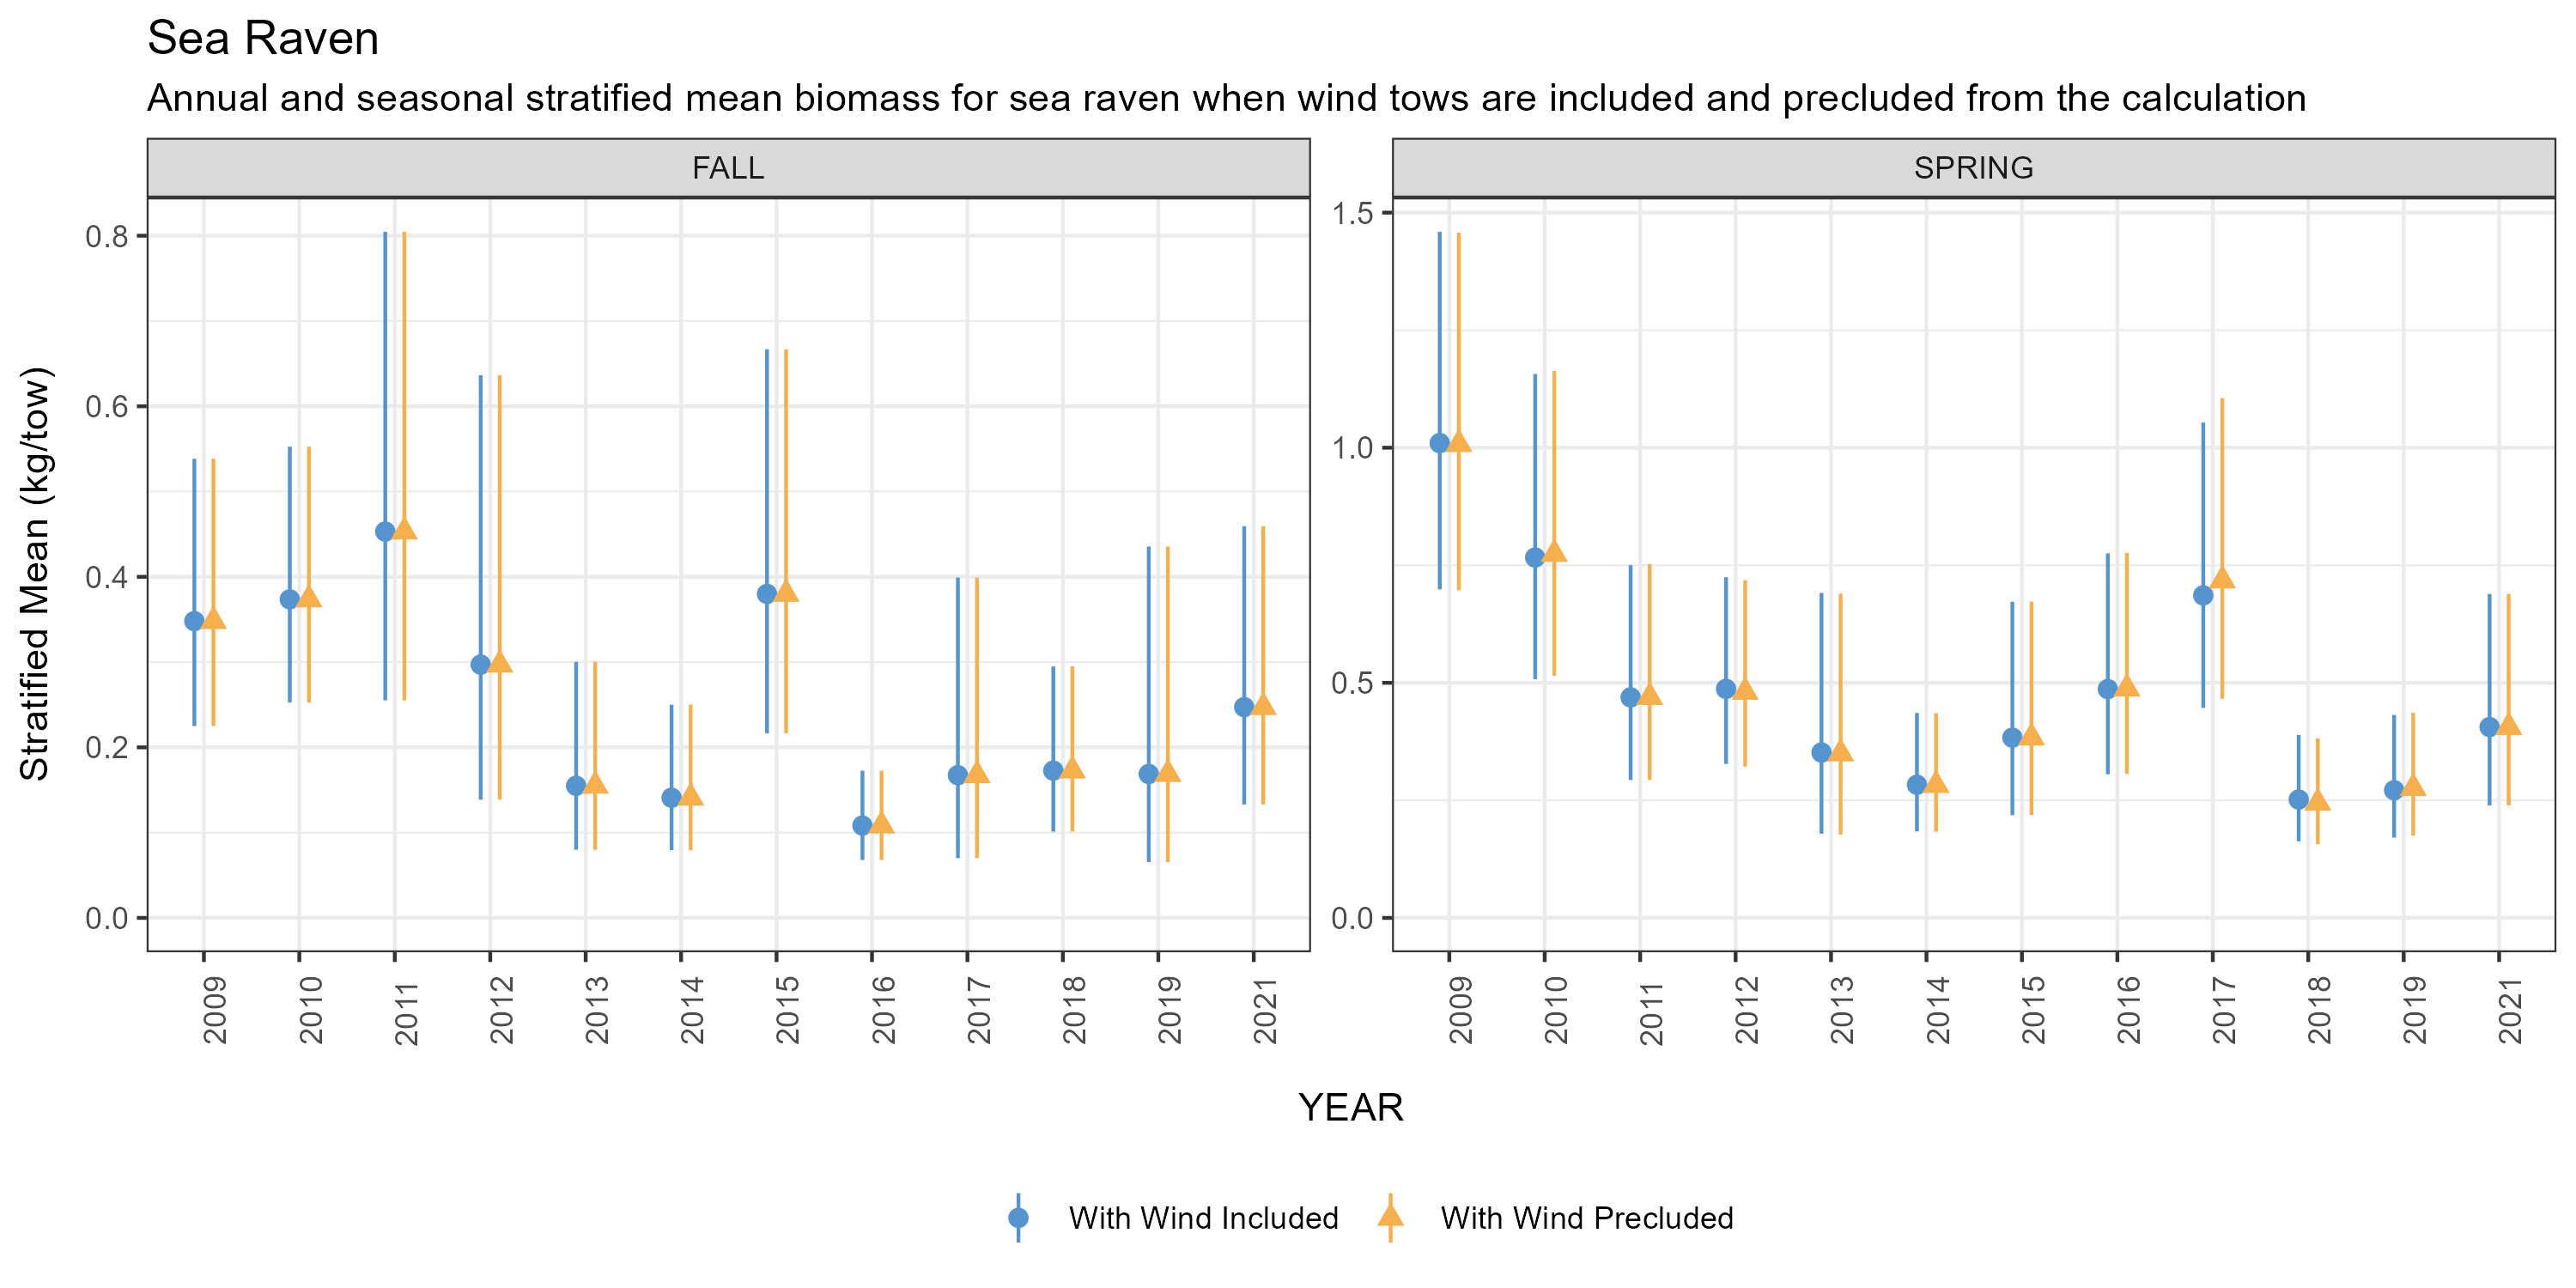 Sea Raven
Annual and seasonal stratified mean biomass for sea raven when wind tows are included and precluded from the calculation
FALL
SPRING
Stratified Mean (kg/tow)
0.8
0.6
0.4
0.2
0.0
1.5
1.0
0.5
0.0
2009 2010 2011 2012 2013 2014 2015 2016 2017 2018 2019 2021
2009 2010 2011 2012 2013 2014 2015 2016 2017 2018 2019 2021
YEAR
With Wind Included
With Wind Precluded